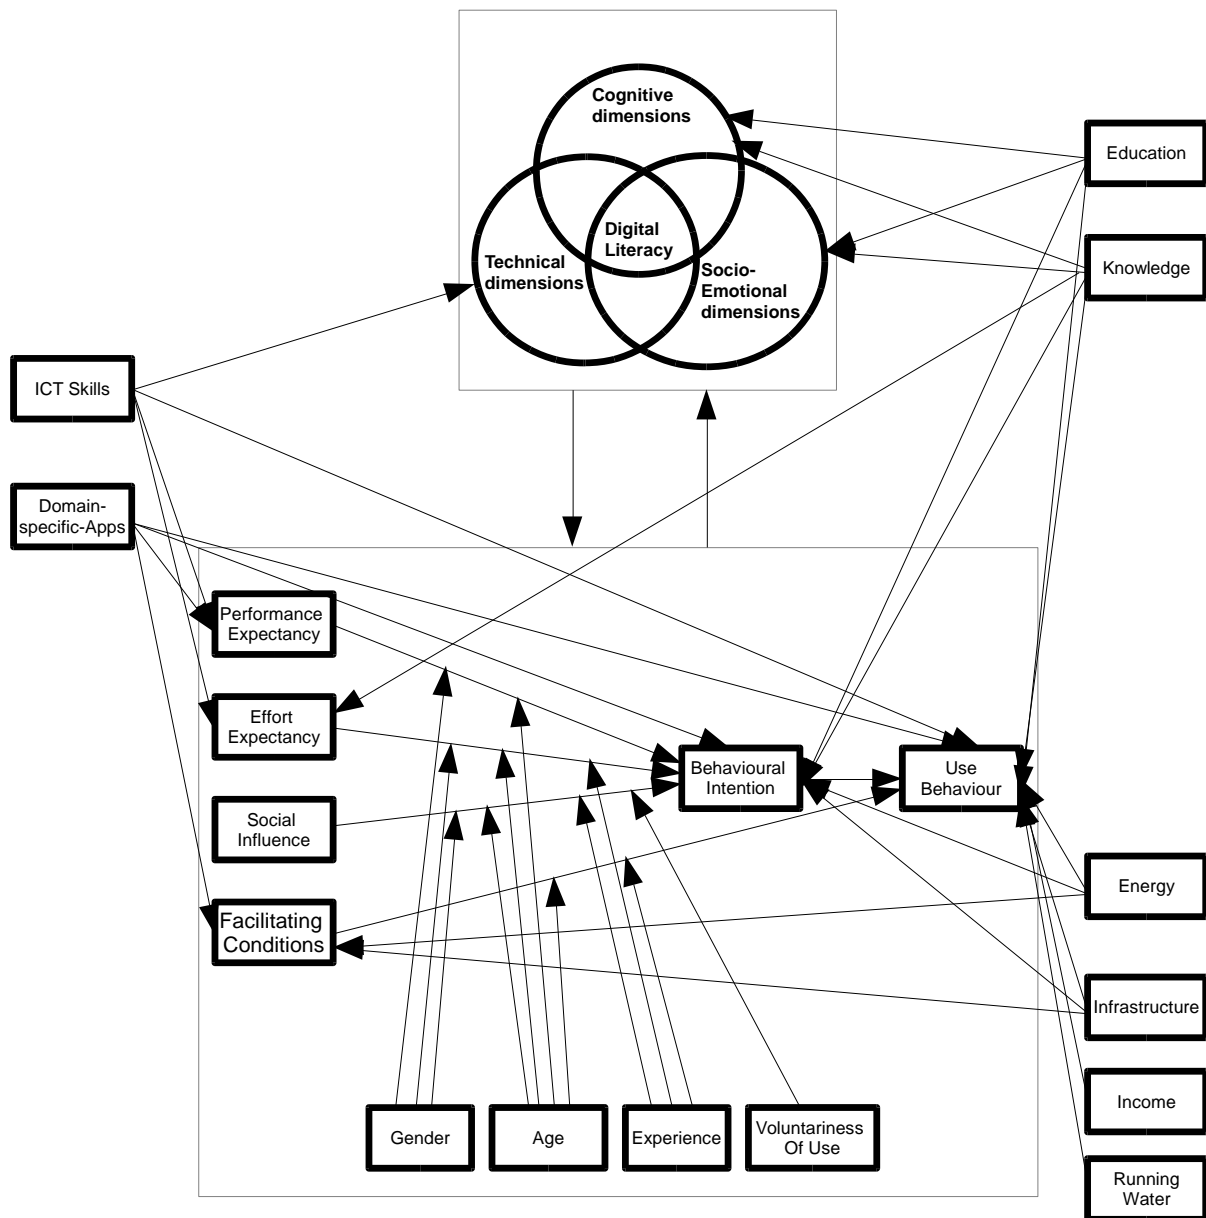 Cognitive
dimensions
Education
Digital
Literacy
Technical
dimensions
Socio-
Emotional
dimensions
Knowledge
ICT Skills
Domain-
specific-Apps
Performance
Expectancy
Effort
Expectancy
Behavioural
Intention
Use
Behaviour
Social
Influence
Energy
Facilitating
Conditions
Infrastructure
Income
Gender
Age
Experience
Voluntariness
Of Use
Running
Water